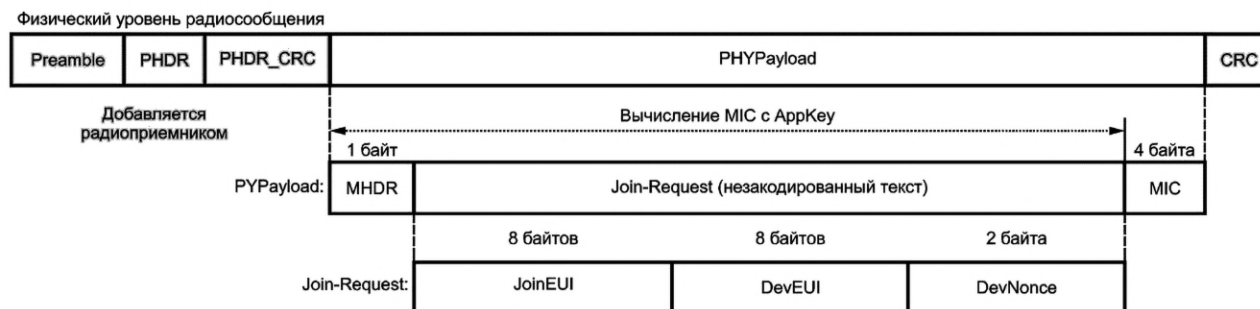 Физический уровень радиосообщения
Preamble PHDR PHDR_CRC PHYPayload CRC
Добавляется
радиоприемником
Вычисление MIC с AppKey
1 байт 4 байта
PYPayload: MHDR Join-Request (незакодированный текст) MIC
8 байтов 8 байтов 2 байта
Join-Request: JoinEUI DevEUI DevNonce